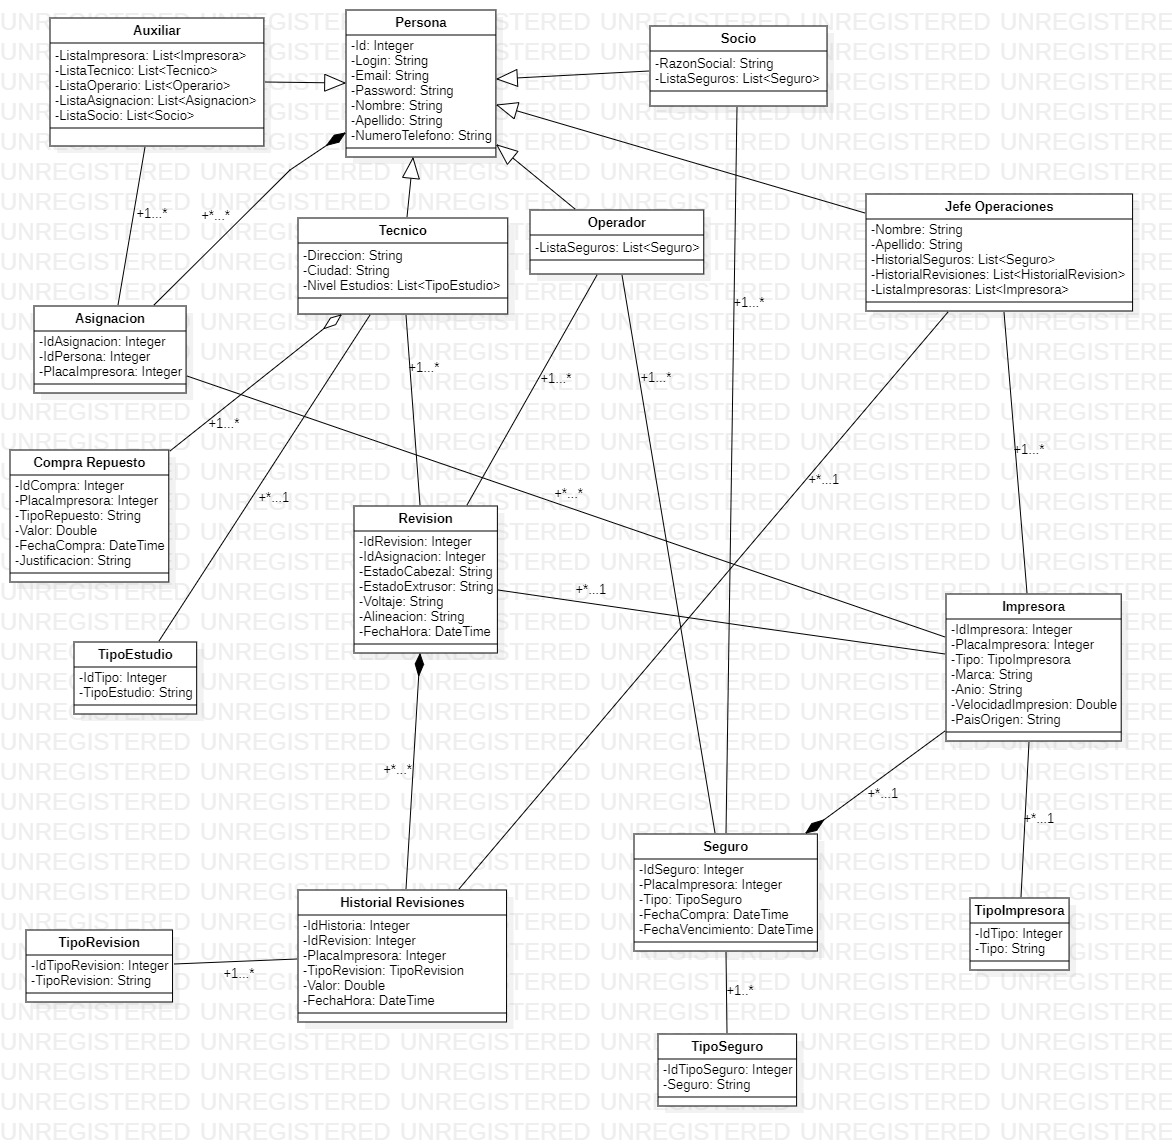 Auxiliar
-ListaImpresora: List<Impresora>
-ListaTecnico: List<Tecnico>
-ListaOperario: List<Operario>
-ListaAsignacion: List<Asignacion>
-ListaSocio: List<Socio>
Persona
-Id: Integer
-Login: String
-Email: String
-Password: String
-Nombre: String
-Apellido: String
-NumeroTelefono: String
Socio
-RazonSocial: String
-ListaSeguros: List<Seguro>
+1...*
+*...*
Tecnico
-Direccion: String
-Ciudad: String
-Nivel Estudios: List<TipoEstudio>
Operador
-ListaSeguros: List<Seguro>
Jefe Operaciones
-Nombre: String
-Apellido: String
-HistorialSeguros: List<Seguro>
-HistorialRevisiones: List<HistorialRevision>
-ListaImpresoras: List<Impresora>
+1...*
Asignacion
-IdAsignacion: Integer
-IdPersona: Integer
-PlacaImpresora: Integer
+1...*
+1...*
+1...*
+1...*
+1...*
Compra Repuesto
-IdCompra: Integer
-PlacaImpresora: Integer
-TipoRepuesto: String
-Valor: Double
-FechaCompra: DateTime
-Justificacion: String
+*...1
+*...*
+*...1
Revision
-IdRevision: Integer
-IdAsignacion: Integer
-EstadoCabezal: String
-EstadoExtrusor: String
-Voltaje: String
-Alineacion: String
-FechaHora: DateTime
+*...1
Impresora
-IdImpresora: Integer
-PlacaImpresora: Integer
-Tipo: TipoImpresora
-Marca: String
-Anio: String
-VelocidadImpresion: Double
-PaisOrigen: String
TipoEstudio
-IdTipo: Integer
-TipoEstudio: String
+*...*
+*...1
+*...1
Seguro
-IdSeguro: Integer
-PlacaImpresora: Integer
-Tipo: TipoSeguro
-FechaCompra: DateTime
-FechaVencimiento: DateTime
Historial Revisiones
-IdHistoria: Integer
-IdRevision: Integer
-PlacaImpresora: Integer
-TipoRevision: TipoRevision
-Valor: Double
-FechaHora: DateTime
TipoImpresora
-IdTipo: Integer
-Tipo: String
TipoRevision
-IdTipoRevision: Integer
-TipoRevision: String
+1...*
+1..*
TipoSeguro
-IdTipoSeguro: Integer
-Seguro: String
UNREGISTERED